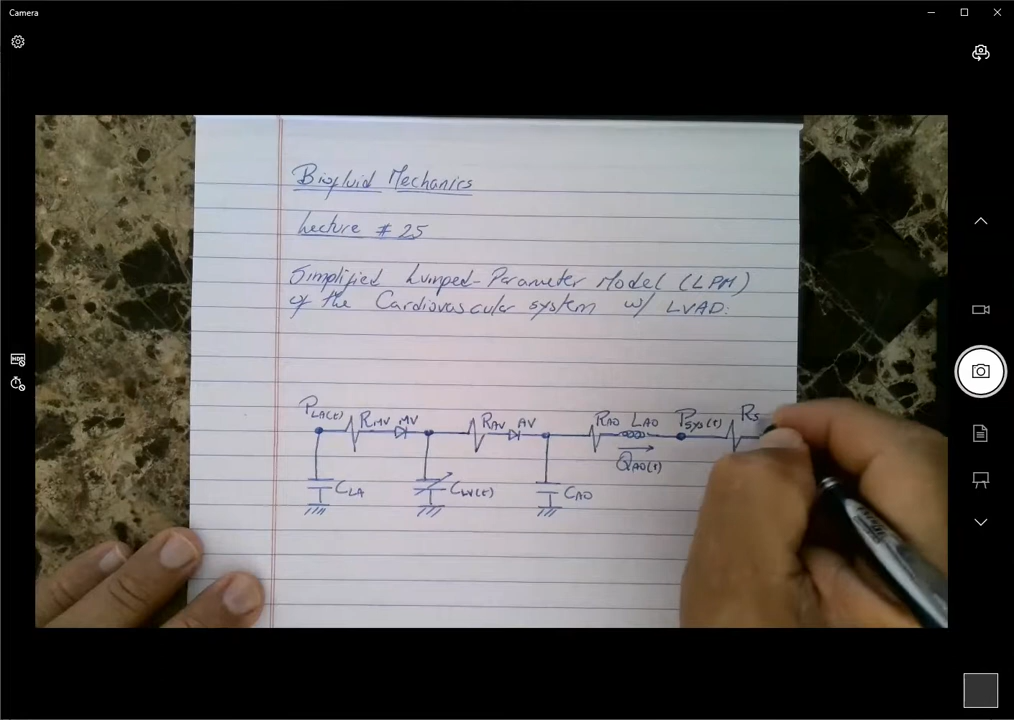 Camera
Biofluid Mechanics
Lecture # 25
Simplified Lumped-Parameter Model (LPM)
of the Cardiovascular system w/ LVAD:
PLA(t) RMV MV RAV AV RAO LAO Psys(t) Rs
QAO(t)
CLA CLV(t) CAO